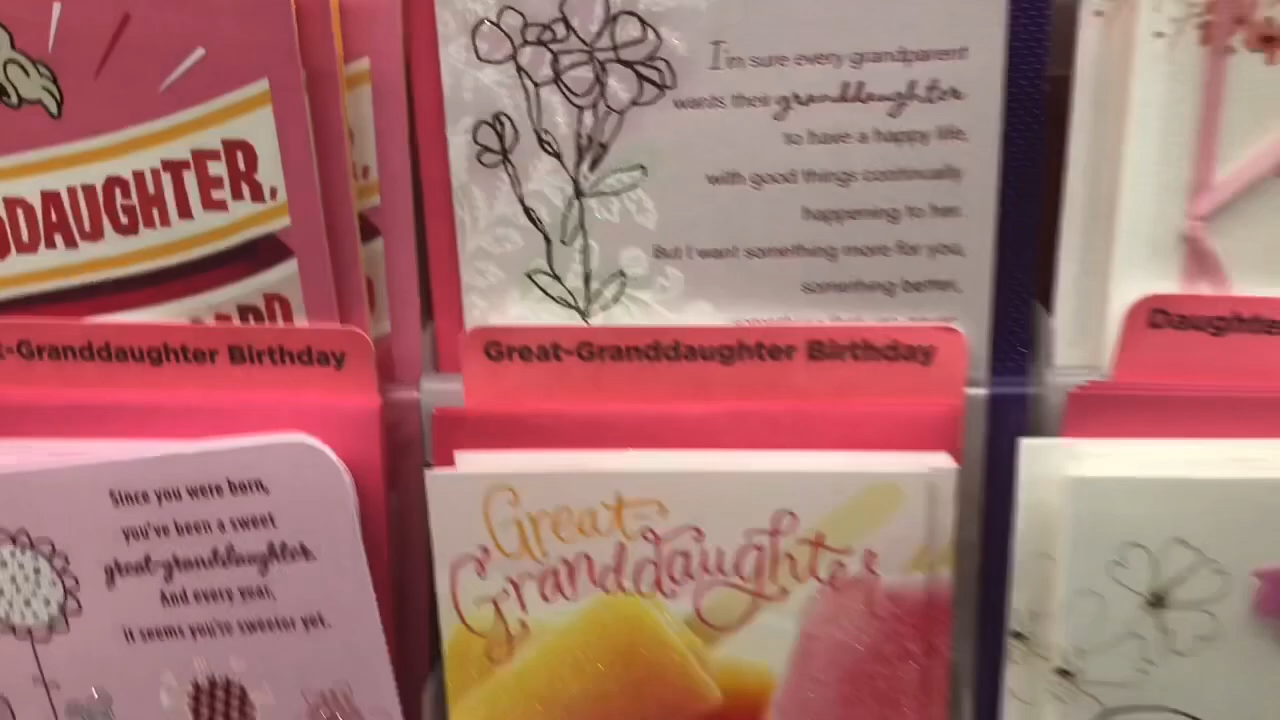 DDAUGHTER,
I'm sure every grandparent
wants their granddaughter
to have a happy life,
with good things continually
happening to her.
But I want something more for you,
something better,
t-Granddaughter Birthday
Great-Granddaughter Birthday
Daughte
Since you were born,
you've been a sweet
great-granddaughter.
And every year,
it seems you're sweeter yet.
Great
Granddaughter